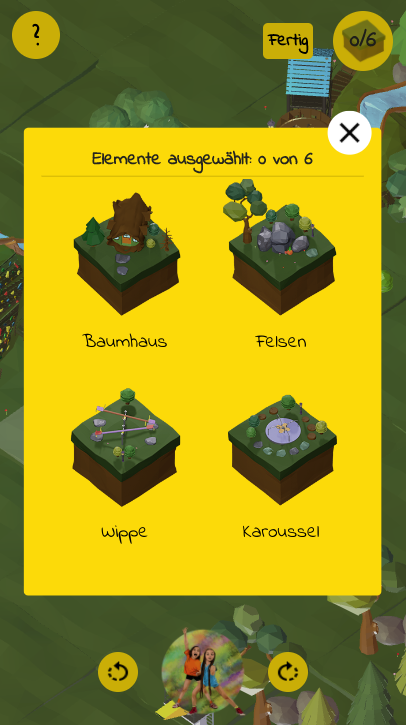 ?
Fertig
0/6
Elemente ausgewählt: 0 von 6
Baumhaus
Felsen
Wippe
Karoussel